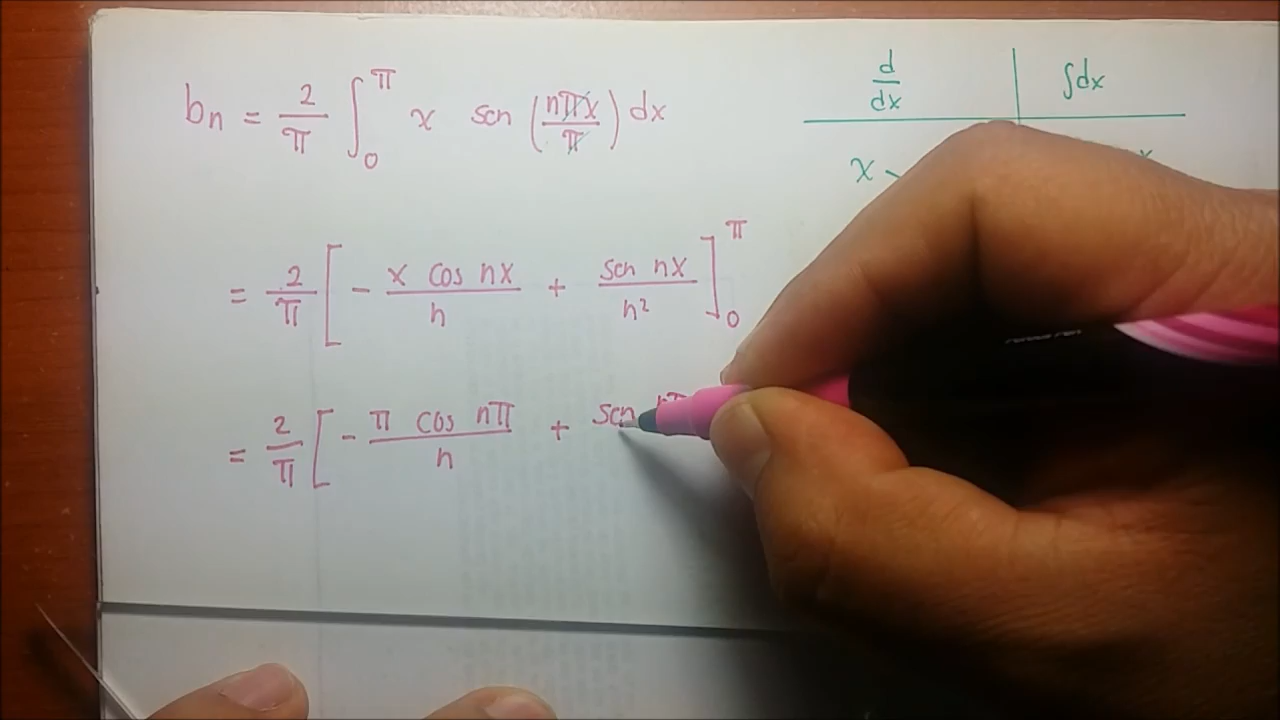 bn = 2/π ∫₀^π x sen (nπx/π) dx
d/dx | ∫dx
x
= 2/π [ - x cos nx / n + sen nx / n² ]₀^π
= 2/π [ - π cos nπ / n + sen nπ